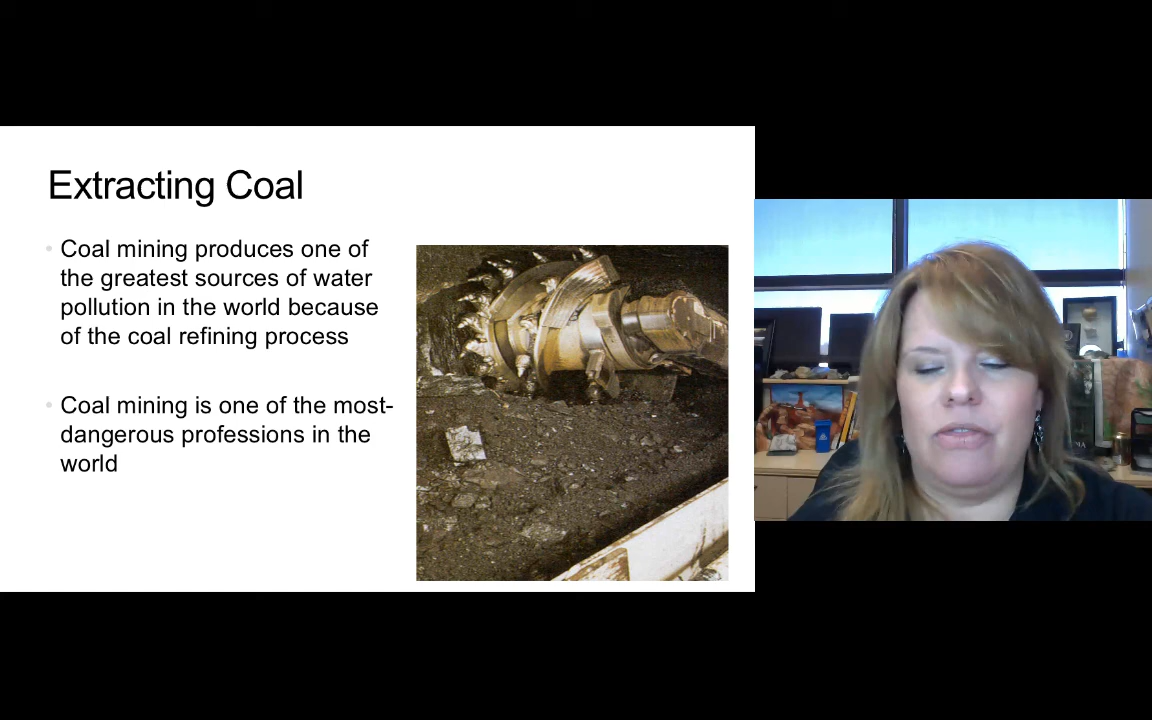 Extracting Coal
• Coal mining produces one of
the greatest sources of water
pollution in the world because
of the coal refining process
• Coal mining is one of the most-
dangerous professions in the
world